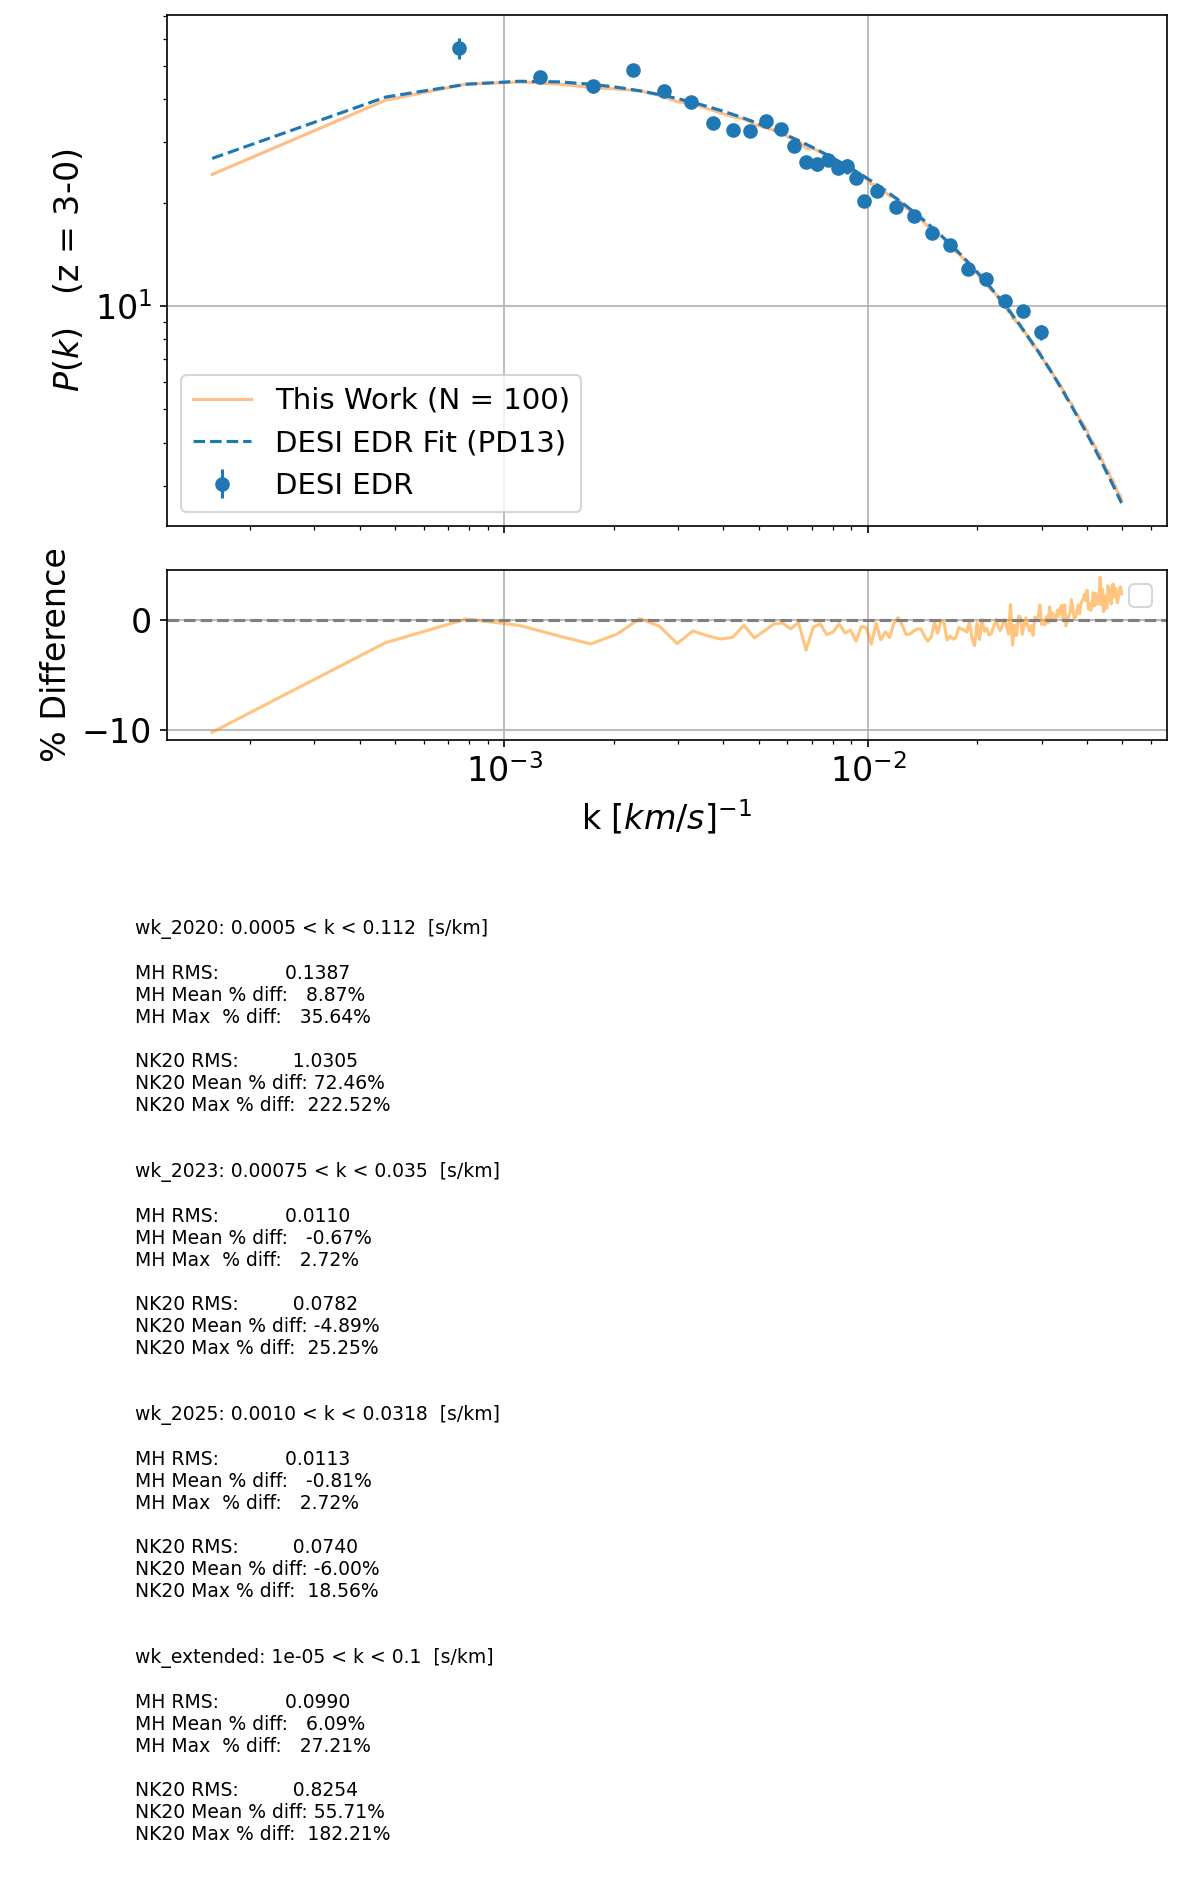 P(k) (z = 3-0)
10¹
This Work (N = 100)
DESI EDR Fit (PD13)
DESI EDR
% Difference
0
−10
10⁻³
10⁻²
k [km/s]⁻¹
wk_2020: 0.0005 < k < 0.112 [s/km]
MH RMS: 0.1387
MH Mean % diff: 8.87%
MH Max % diff: 35.64%
NK20 RMS: 1.0305
NK20 Mean % diff: 72.46%
NK20 Max % diff: 222.52%
wk_2023: 0.00075 < k < 0.035 [s/km]
MH RMS: 0.0110
MH Mean % diff: -0.67%
MH Max % diff: 2.72%
NK20 RMS: 0.0782
NK20 Mean % diff: -4.89%
NK20 Max % diff: 25.25%
wk_2025: 0.0010 < k < 0.0318 [s/km]
MH RMS: 0.0113
MH Mean % diff: -0.81%
MH Max % diff: 2.72%
NK20 RMS: 0.0740
NK20 Mean % diff: -6.00%
NK20 Max % diff: 18.56%
wk_extended: 1e-05 < k < 0.1 [s/km]
MH RMS: 0.0990
MH Mean % diff: 6.09%
MH Max % diff: 27.21%
NK20 RMS: 0.8254
NK20 Mean % diff: 55.71%
NK20 Max % diff: 182.21%